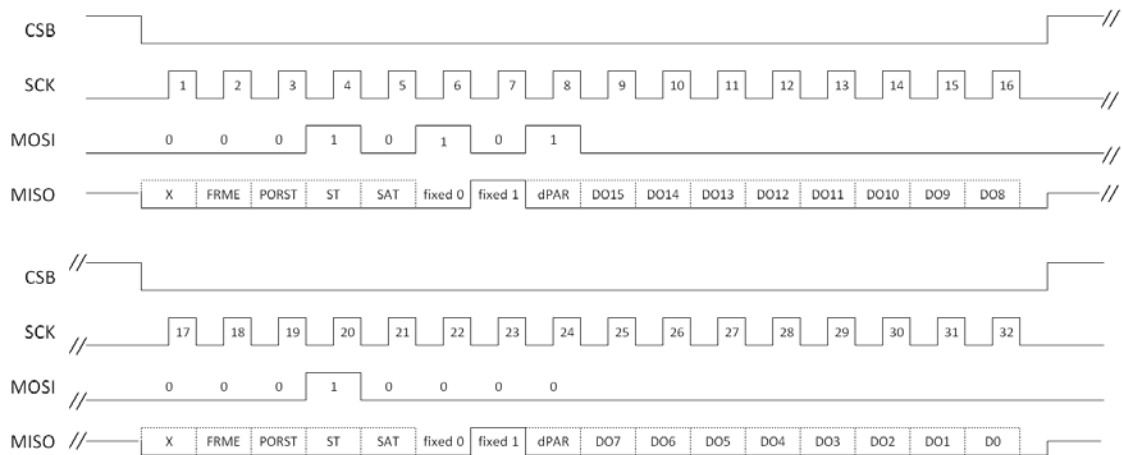 CSB
SCK 1 2 3 4 5 6 7 8 9 10 11 12 13 14 15 16
MOSI 0 0 0 1 0 1 0 1
MISO X FRME PORST ST SAT fixed 0 fixed 1 dPAR DO15 DO14 DO13 DO12 DO11 DO10 DO9 DO8
CSB
SCK 17 18 19 20 21 22 23 24 25 26 27 28 29 30 31 32
MOSI 0 0 0 1 0 0 0 0
MISO X FRME PORST ST SAT fixed 0 fixed 1 dPAR DO7 DO6 DO5 DO4 DO3 DO2 DO1 D0